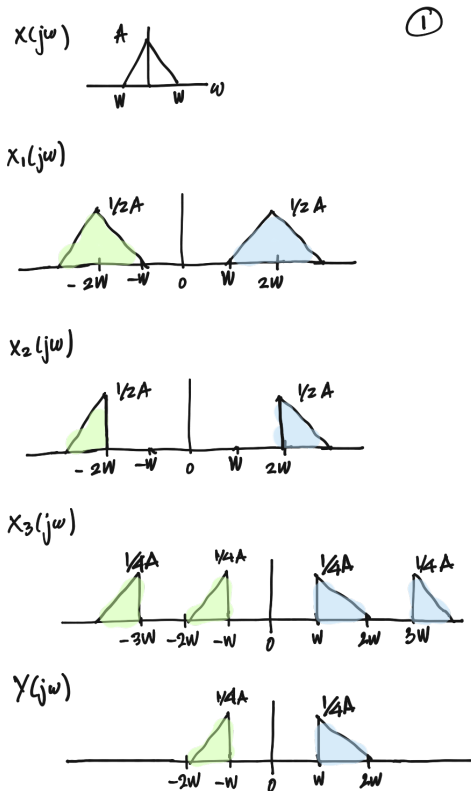 X(jω) A ①
W W ω
X₁(jω)
1/2A 1/2A
-2W -W 0 W 2W
X₂(jω)
1/2A 1/2A
-2W -W 0 W 2W
X₃(jω)
1/4A 1/4A 1/4A 1/4A
-3W -2W -W 0 W 2W 3W
Y(jω)
1/4A 1/4A
-2W -W 0 W 2W